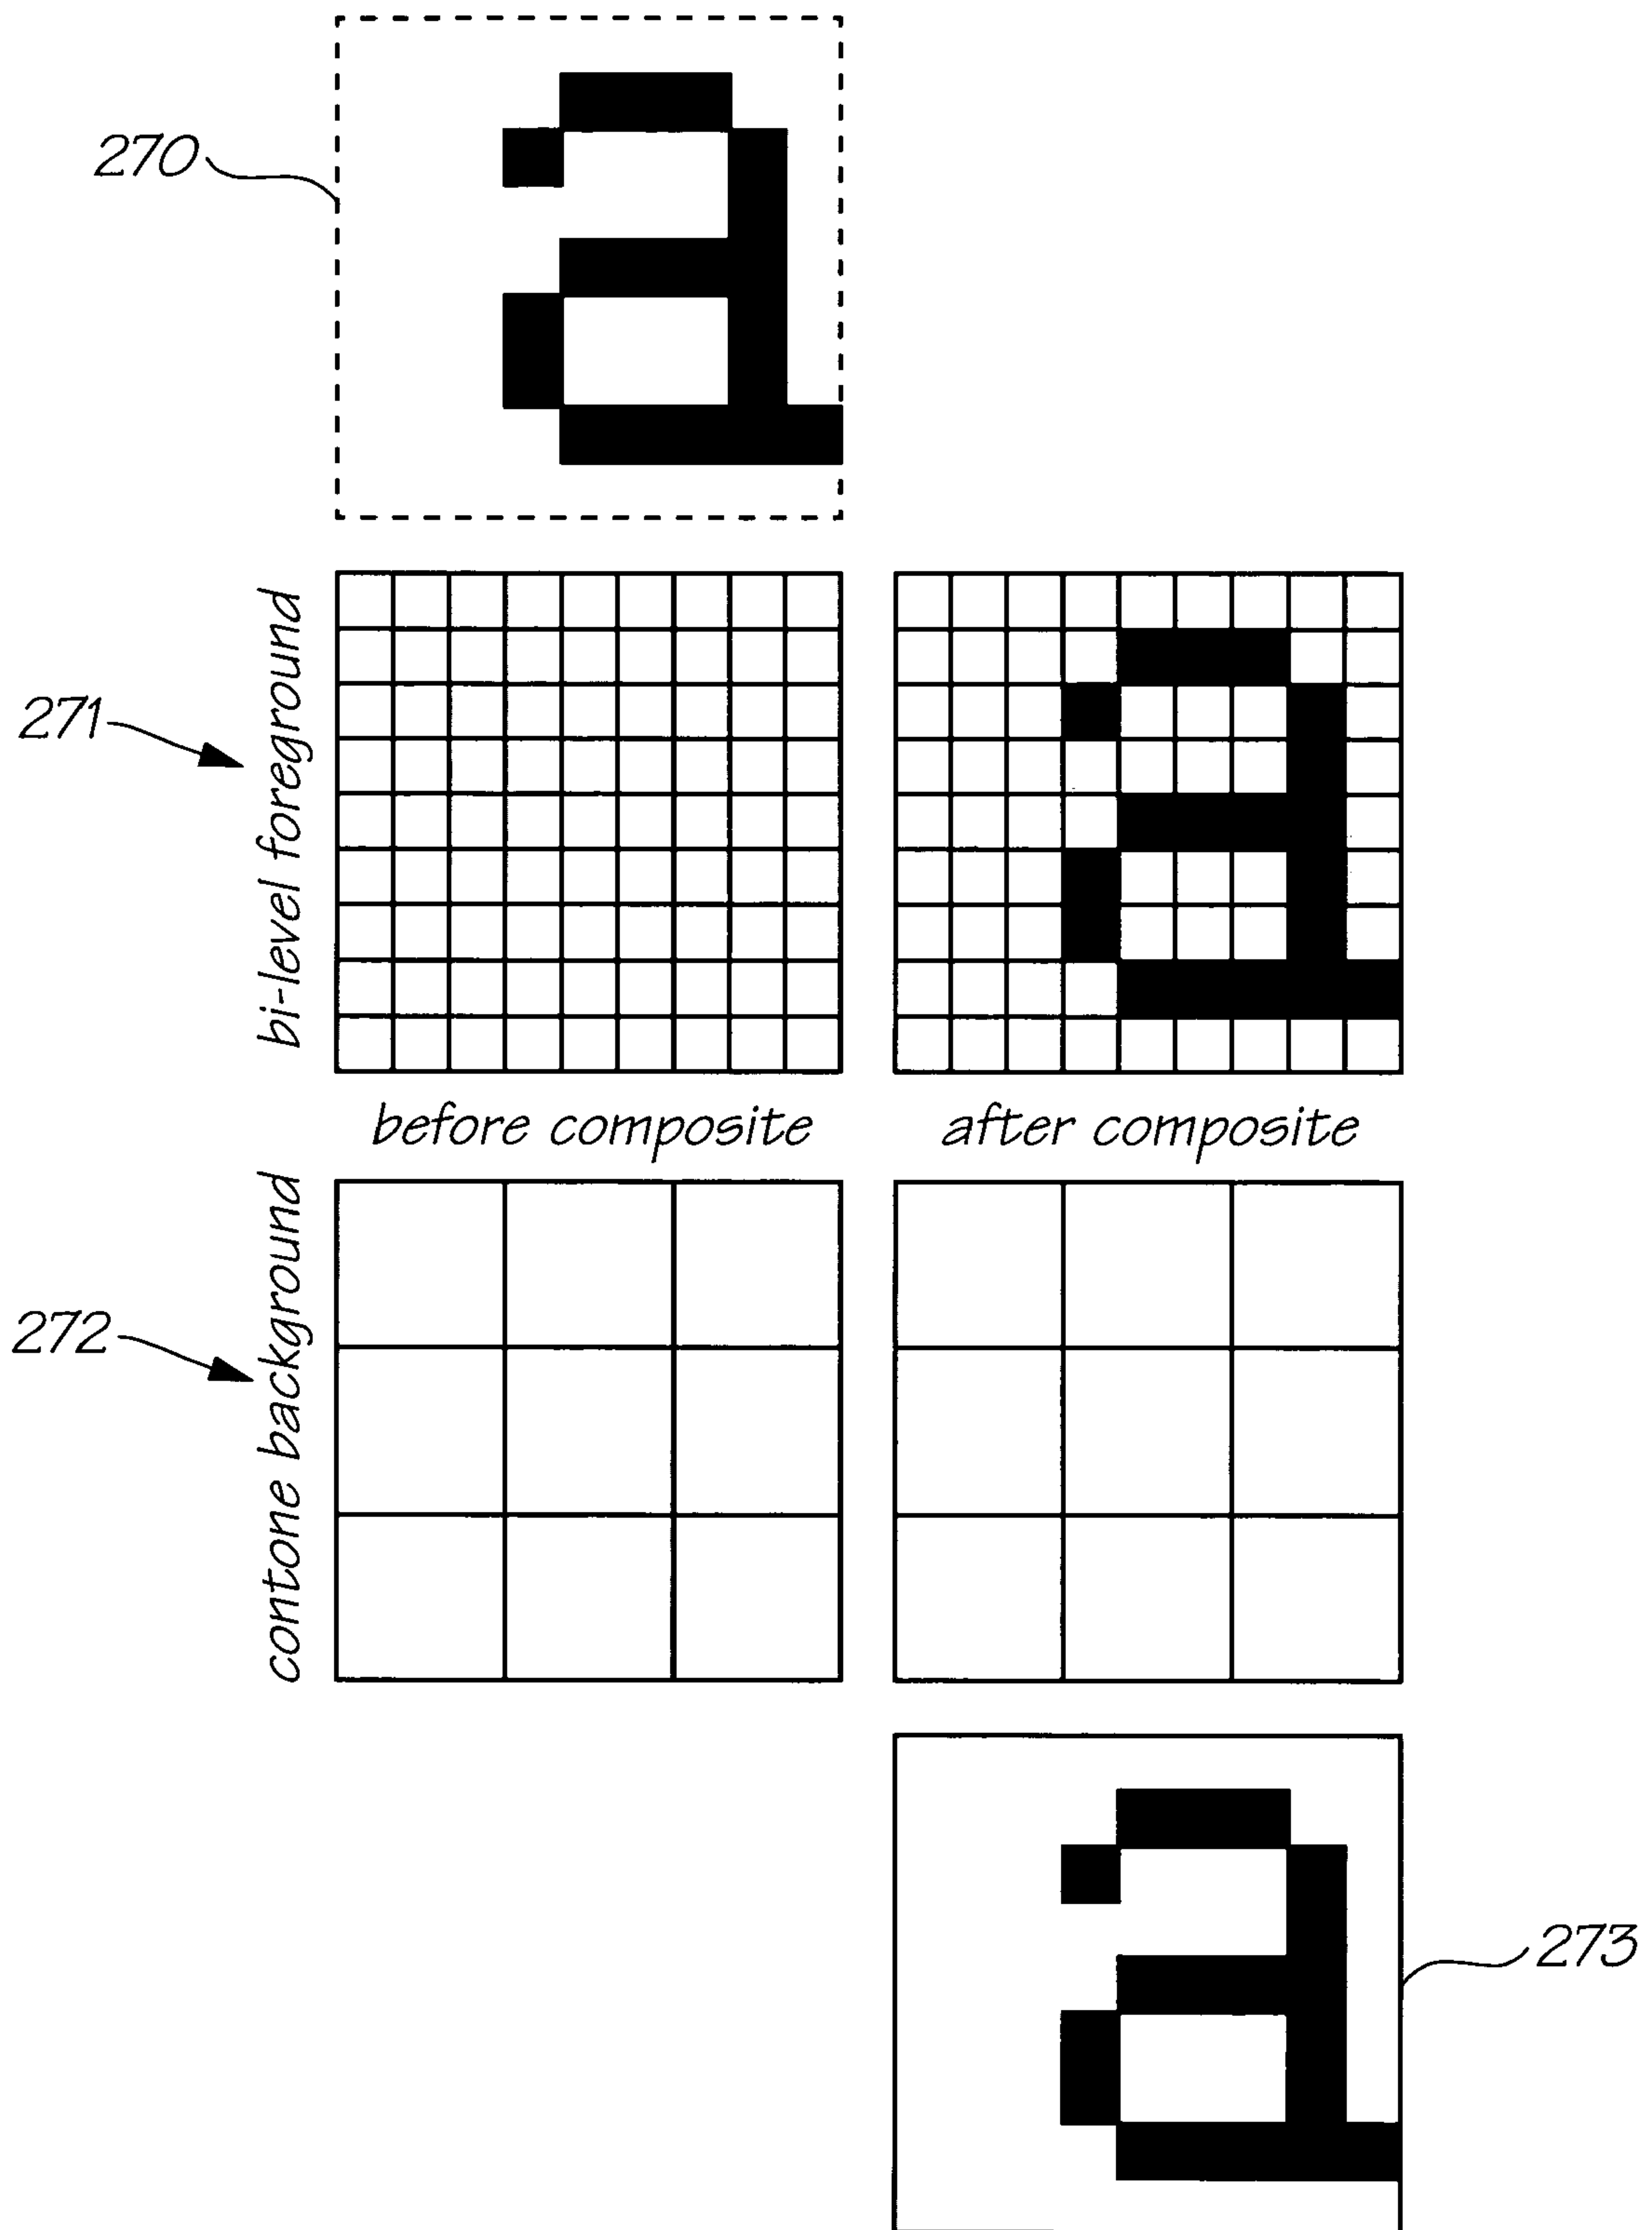 270
a
271
bi-level foreground
a
before composite
after composite
272
contone background
a
273